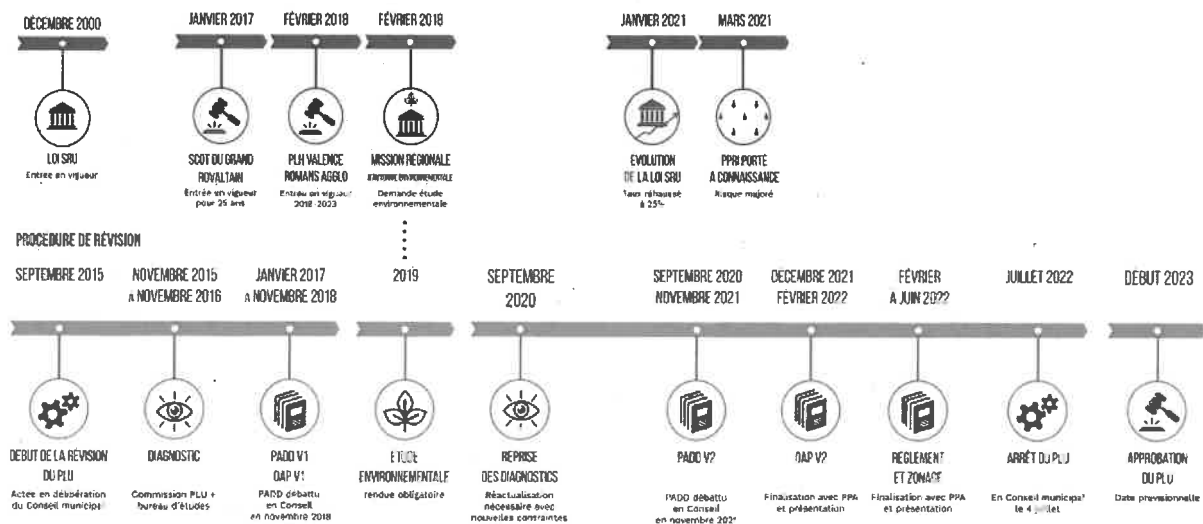 DÉCEMBRE 2000
JANVIER 2017
FÉVRIER 2018
FÉVRIER 2018
JANVIER 2021
MARS 2021
LOI SRU
Entrée en vigueur
SCOT DU GRAND
ROVALTAIN
Entrée en vigueur
pour 25 ans
PLH VALENCE
ROMANS AGGLO
Entrée en vigueur
2018-2023
MISSION RÉGIONALE
D'AUTORITÉ ENVIRONNEMENTALE
Demande étude
environnementale
EVOLUTION
DE LA LOI SRU
Taux réhaussé
à 25%
PPRI PORTÉ
A CONNAISSANCE
Risque majoré
PROCEDURE DE RÉVISION
SEPTEMBRE 2015
NOVEMBRE 2015
A NOVEMBRE 2016
JANVIER 2017
A NOVEMBRE 2018
2019
SEPTEMBRE
2020
SEPTEMBRE 2020
NOVEMBRE 2021
DÉCEMBRE 2021
FÉVRIER 2022
FÉVRIER
A JUIN 2022
JUILLET 2022
DÉBUT 2023
DÉBUT DE LA RÉVISION
DU PLU
Actée en délibération
du Conseil municipal
DIAGNOSTIC
Commission PLU +
bureau d'études
PADD V1
OAP V1
PADD débattu
en Conseil
en novembre 2018
ETUDE
ENVIRONNEMENTALE
rendue obligatoire
REPRISE
DES DIAGNOSTICS
Réactualisation
nécessaire avec
nouvelles contraintes
PADD V2
PADD débattu
en Conseil
en novembre
OAP V2
Finalisation avec PPA
et présentation
RÈGLEMENT
ET ZONAGE
Finalisation avec PPA
et présentation
ARRÊT DU PLU
En Conseil municipal
le 4 juillet
APPROBATION
DU PLU
Date prévisionnelle